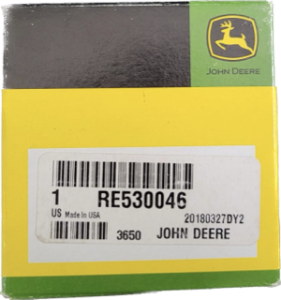 JOHN DEERE
1 RE530046
US Made In USA 20180327DY2
3650 JOHN DEERE